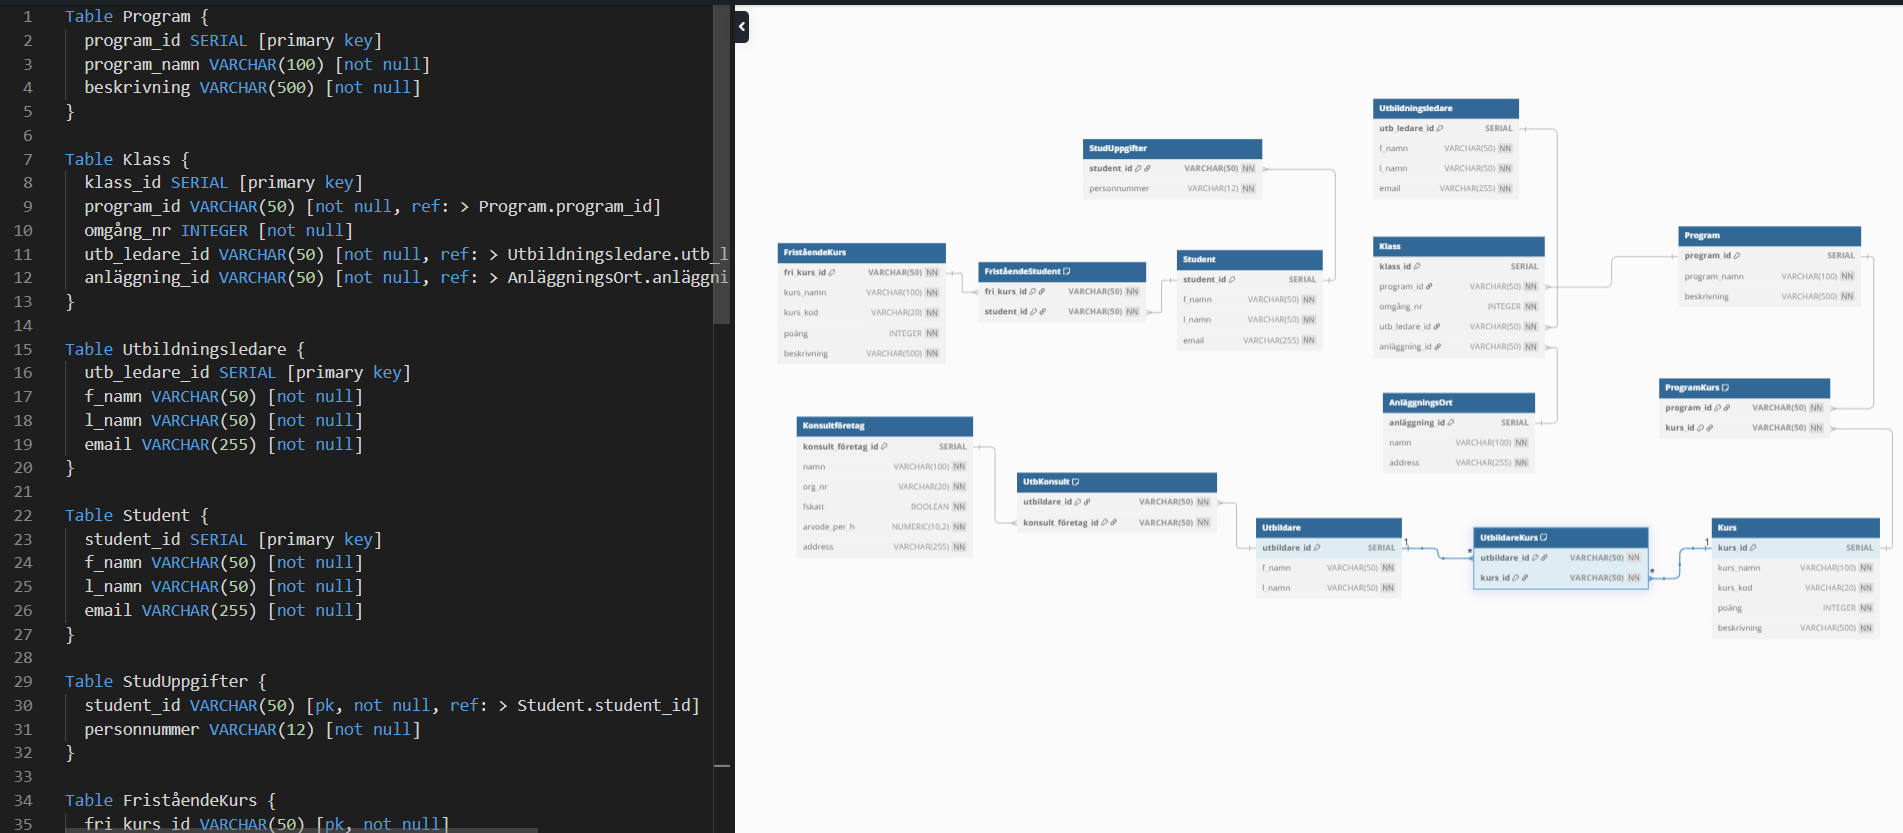 1 Table Program {
2 program_id SERIAL [primary key]
3 program_namn VARCHAR(100) [not null]
4 beskrivning VARCHAR(500) [not null]
5 }
6
7 Table Klass {
8 klass_id SERIAL [primary key]
9 program_id VARCHAR(50) [not null, ref: > Program.program_id]
10 omgång_nr INTEGER [not null]
11 utb_ledare_id VARCHAR(50) [not null, ref: > Utbildningsledare.utb_l
12 anläggning_id VARCHAR(50) [not null, ref: > AnläggningsOrt.anläggni
13 }
14
15 Table Utbildningsledare {
16 utb_ledare_id SERIAL [primary key]
17 f_namn VARCHAR(50) [not null]
18 l_namn VARCHAR(50) [not null]
19 email VARCHAR(255) [not null]
20 }
21
22 Table Student {
23 student_id SERIAL [primary key]
24 f_namn VARCHAR(50) [not null]
25 l_namn VARCHAR(50) [not null]
26 email VARCHAR(255) [not null]
27 }
28
29 Table StudUppgifter {
30 student_id VARCHAR(50) [pk, not null, ref: > Student.student_id]
31 personnummer VARCHAR(12) [not null]
32 }
33
34 Table FriståendeKurs {
35 fri_kurs_id VARCHAR(50) [pk, not null]
Utbildningsledare
utb_ledare_id SERIAL
f_namn VARCHAR(50) NN
l_namn VARCHAR(50) NN
email VARCHAR(255) NN
StudUppgifter
student_id VARCHAR(50) NN
personnummer VARCHAR(12) NN
FriståendeKurs
fri_kurs_id VARCHAR(50) NN
kurs_namn VARCHAR(100) NN
kurs_kod VARCHAR(20) NN
poäng INTEGER NN
beskrivning VARCHAR(500) NN
FriståendeStudent
fri_kurs_id VARCHAR(50) NN
student_id VARCHAR(50) NN
Student
student_id SERIAL
f_namn VARCHAR(50) NN
l_namn VARCHAR(50) NN
email VARCHAR(255) NN
Klass
klass_id SERIAL
program_id VARCHAR(50) NN
omgång_nr INTEGER NN
utb_ledare_id VARCHAR(50) NN
anläggning_id VARCHAR(50) NN
Program
program_id SERIAL
program_namn VARCHAR(100) NN
beskrivning VARCHAR(500) NN
AnläggningsOrt
anläggning_id SERIAL
namn VARCHAR(100) NN
address VARCHAR(255) NN
ProgramKurs
program_id VARCHAR(50) NN
kurs_id VARCHAR(50) NN
Konsultföretag
konsult_företag_id SERIAL
namn VARCHAR(100) NN
org_nr VARCHAR(20) NN
fskatt BOOLEAN NN
arvode_per_h NUMERIC(10,2) NN
address VARCHAR(255) NN
UtbKonsult
utbildare_id VARCHAR(50) NN
konsult_företag_id VARCHAR(50) NN
Utbildare
utbildare_id SERIAL
f_namn VARCHAR(50) NN
l_namn VARCHAR(50) NN
1
*
UtbildareKurs
utbildare_id VARCHAR(50) NN
kurs_id VARCHAR(50) NN
*
1
Kurs
kurs_id SERIAL
kurs_namn VARCHAR(100) NN
kurs_kod VARCHAR(20) NN
poäng INTEGER NN
beskrivning VARCHAR(500) NN